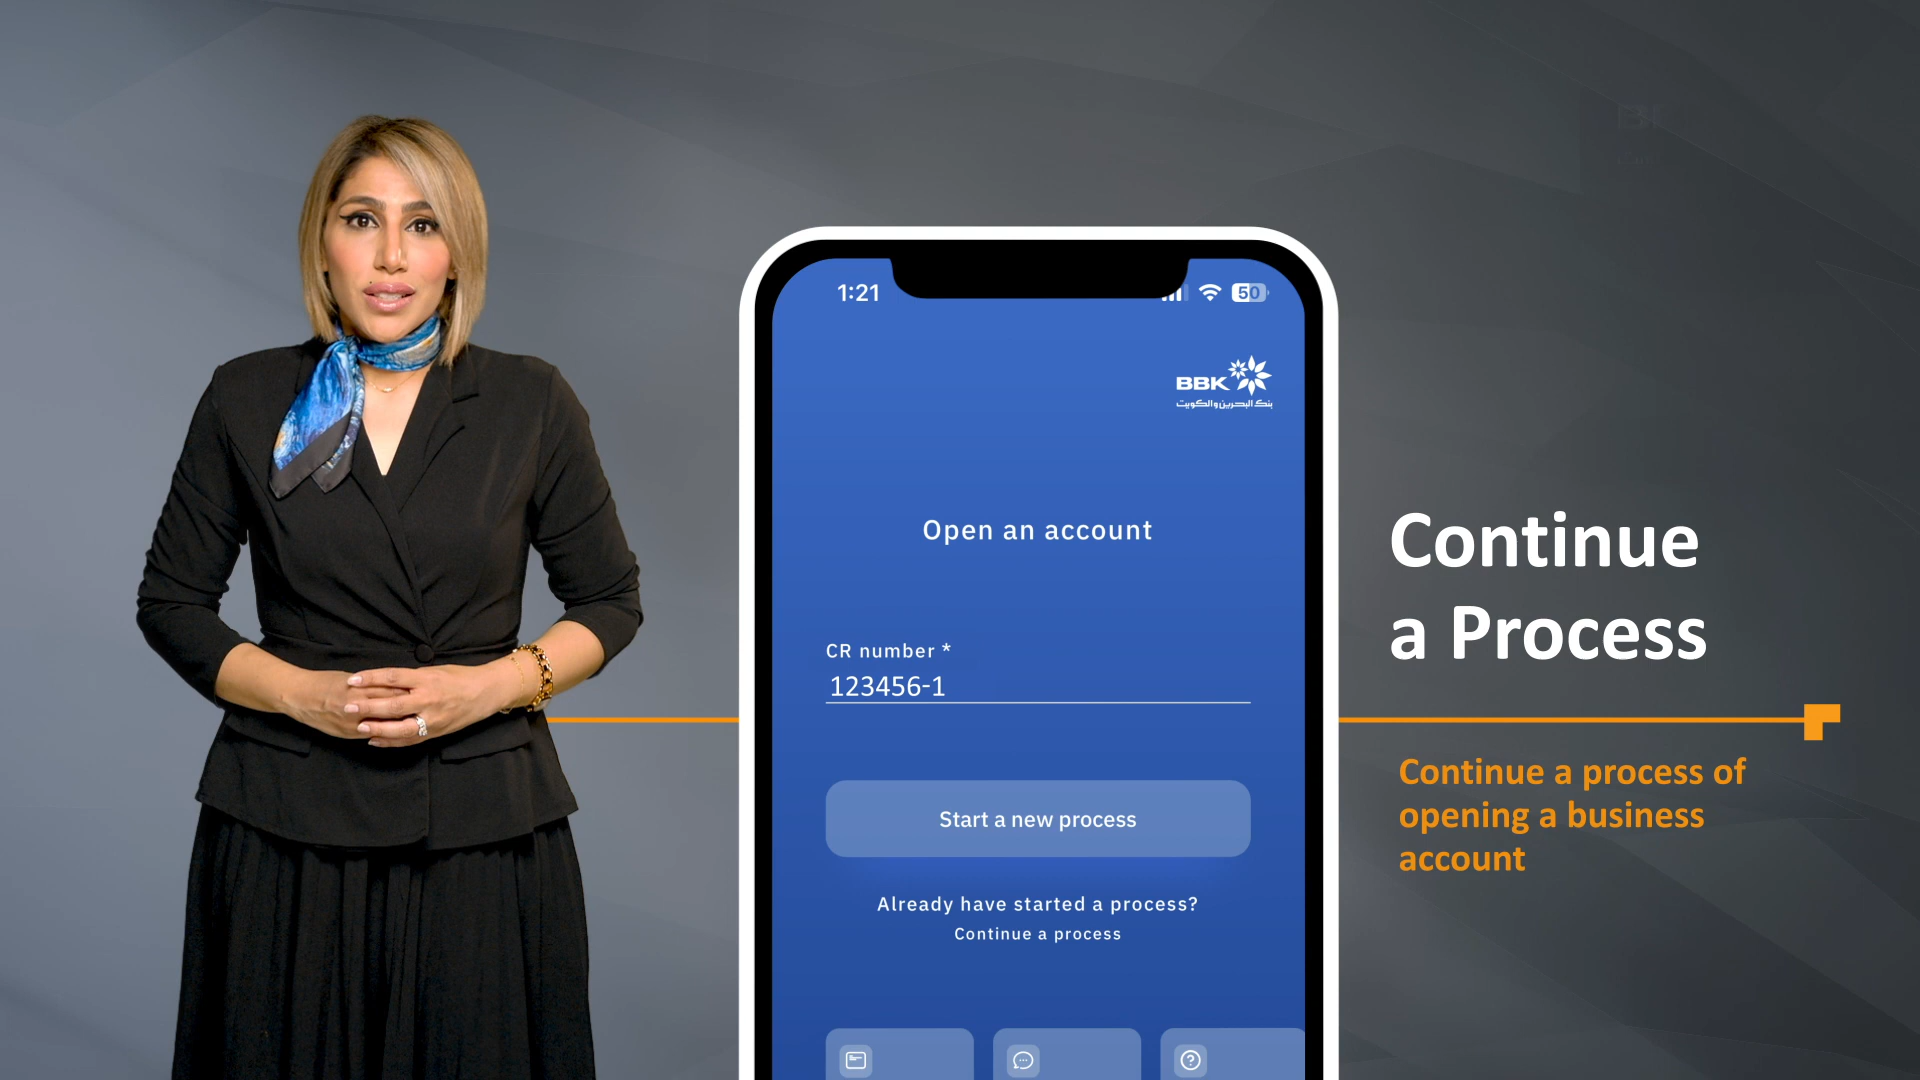 1:21
50
BBK
بنك البحرين والكويت
Open an account
CR number *
123456-1
Start a new process
Already have started a process?
Continue a process
Continue
a Process
Continue a process of
opening a business
account